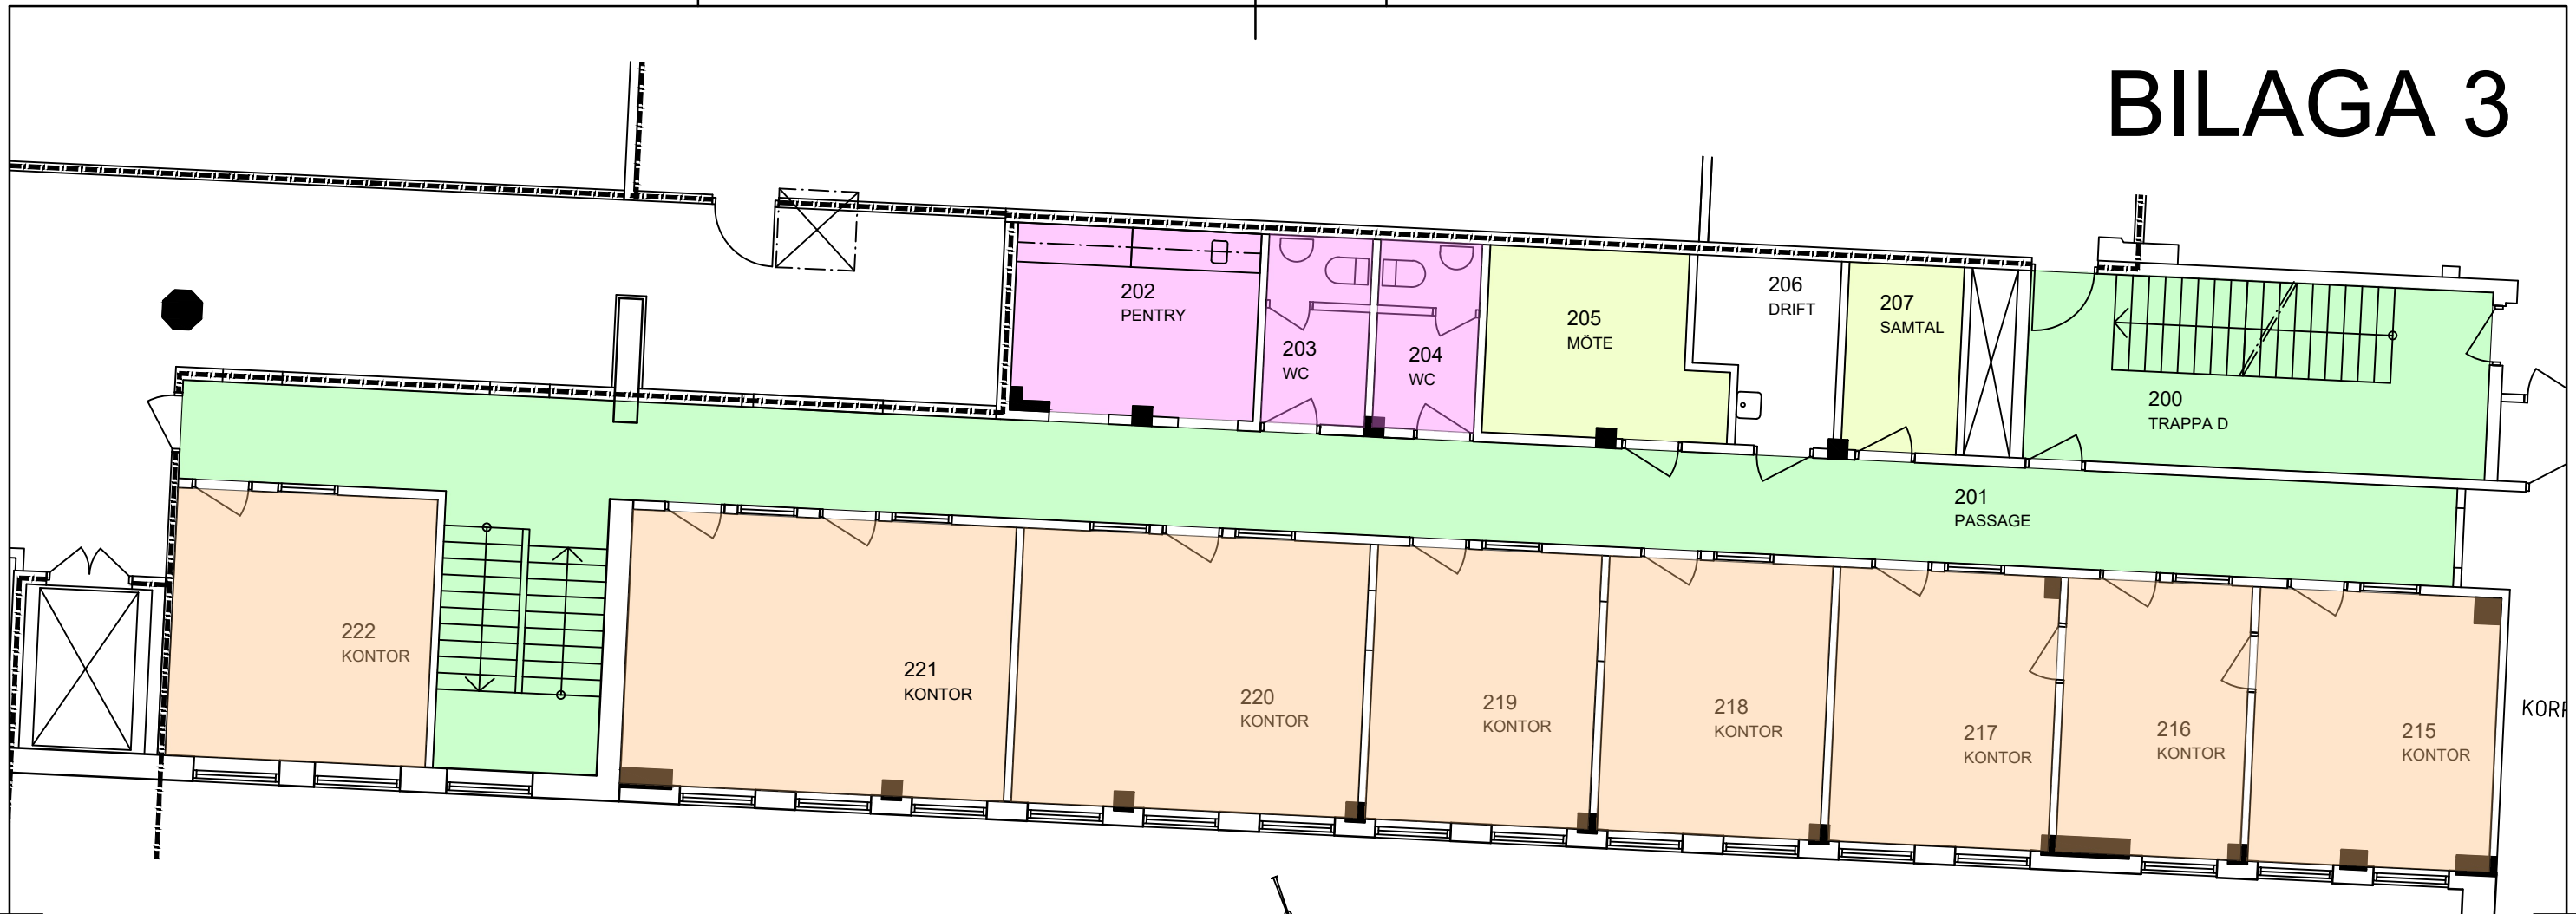 BILAGA 3
202
PENTRY
203
WC
204
WC
205
MÖTE
206
DRIFT
207
SAMTAL
200
TRAPPA D
201
PASSAGE
222
KONTOR
221
KONTOR
220
KONTOR
219
KONTOR
218
KONTOR
217
KONTOR
216
KONTOR
215
KONTOR